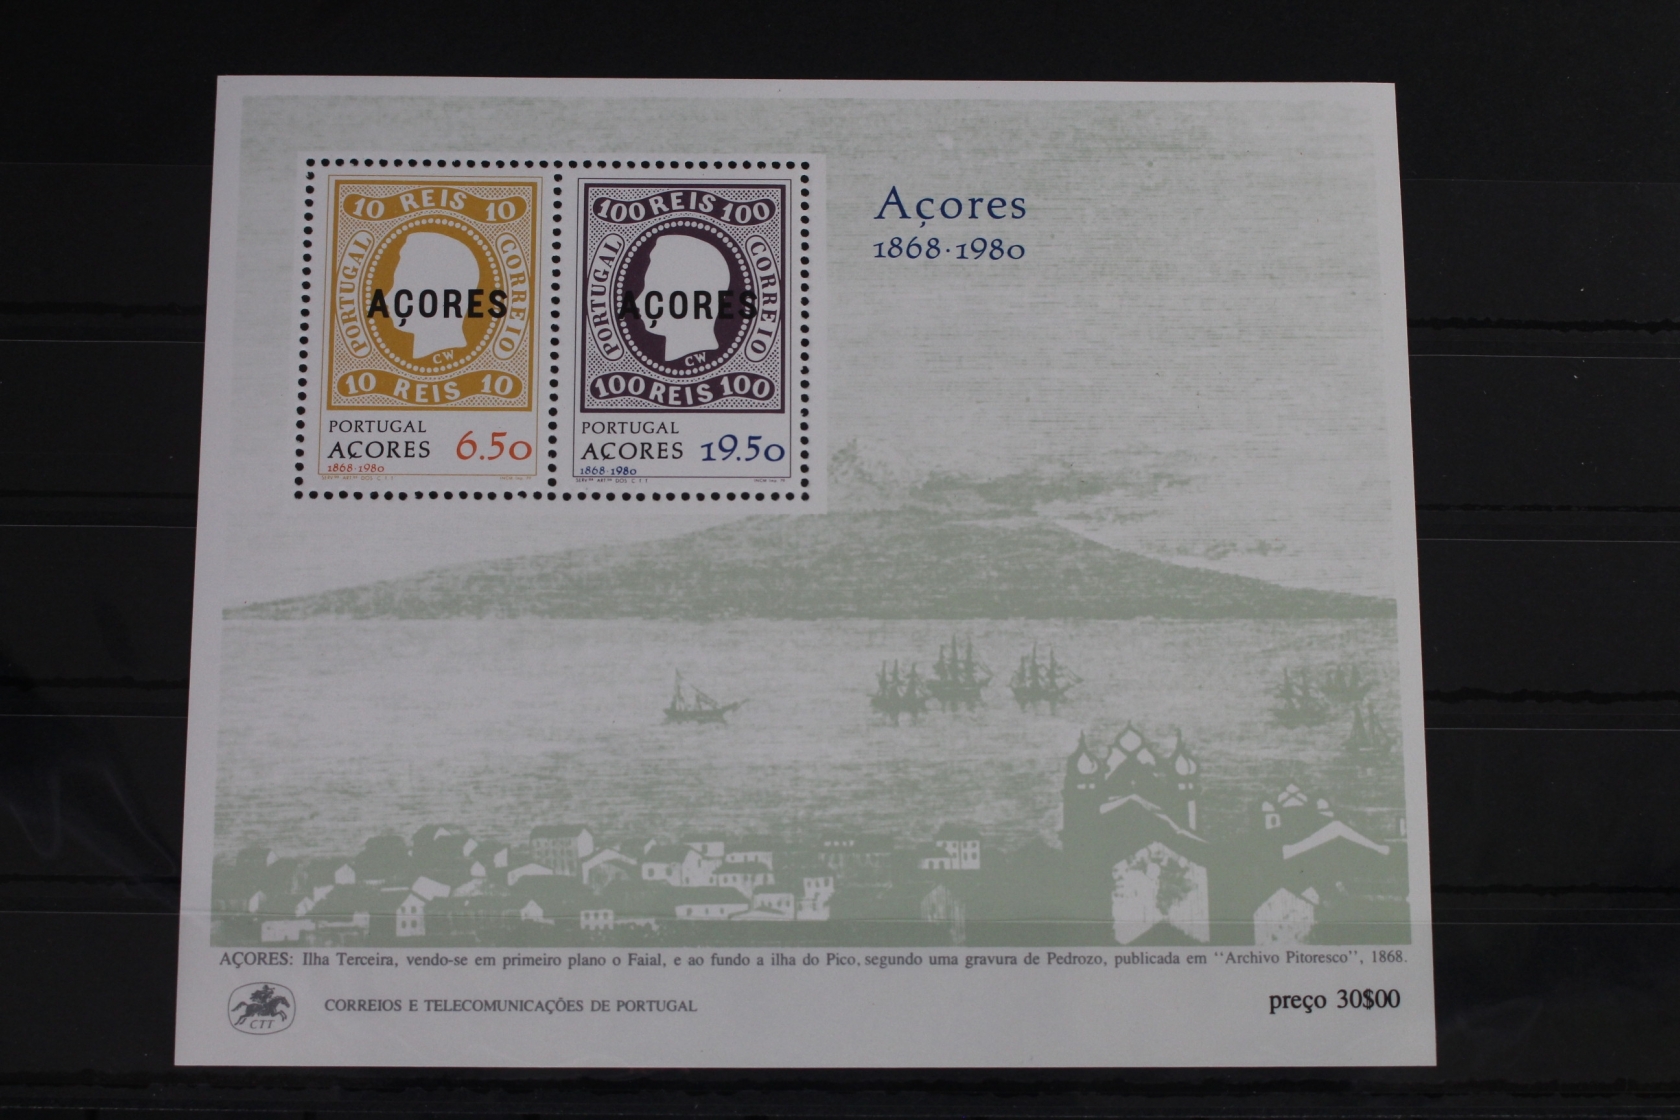 10 REIS 10
PORTUGAL
CORREIO
AÇORES
CW
10 REIS 10
PORTUGAL
AÇORES 6.50
1868·1980
100 REIS 100
PORTUGAL
CORREIO
AÇORES
CW
100 REIS 100
PORTUGAL
AÇORES 19.50
1868·1980
Açores
1868·1980
AÇORES: Ilha Terceira, vendo-se em primeiro plano o Faial, e ao fundo a ilha do Pico, segundo uma gravura de Pedrozo, publicada em ‘‘Archivo Pitoresco’’, 1868.
CTT
CORREIOS E TELECOMUNICAÇÕES DE PORTUGAL
preço 30$00